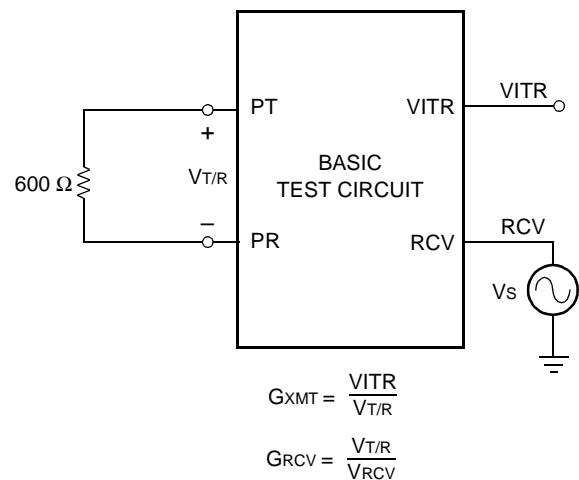 VITR
PT
VITR
+
BASIC
TEST CIRCUIT
VT/R
600 Ω
−
RCV
PR
RCV
VS
GXMT = VITR / VT/R
GRCV = VT/R / VRCV